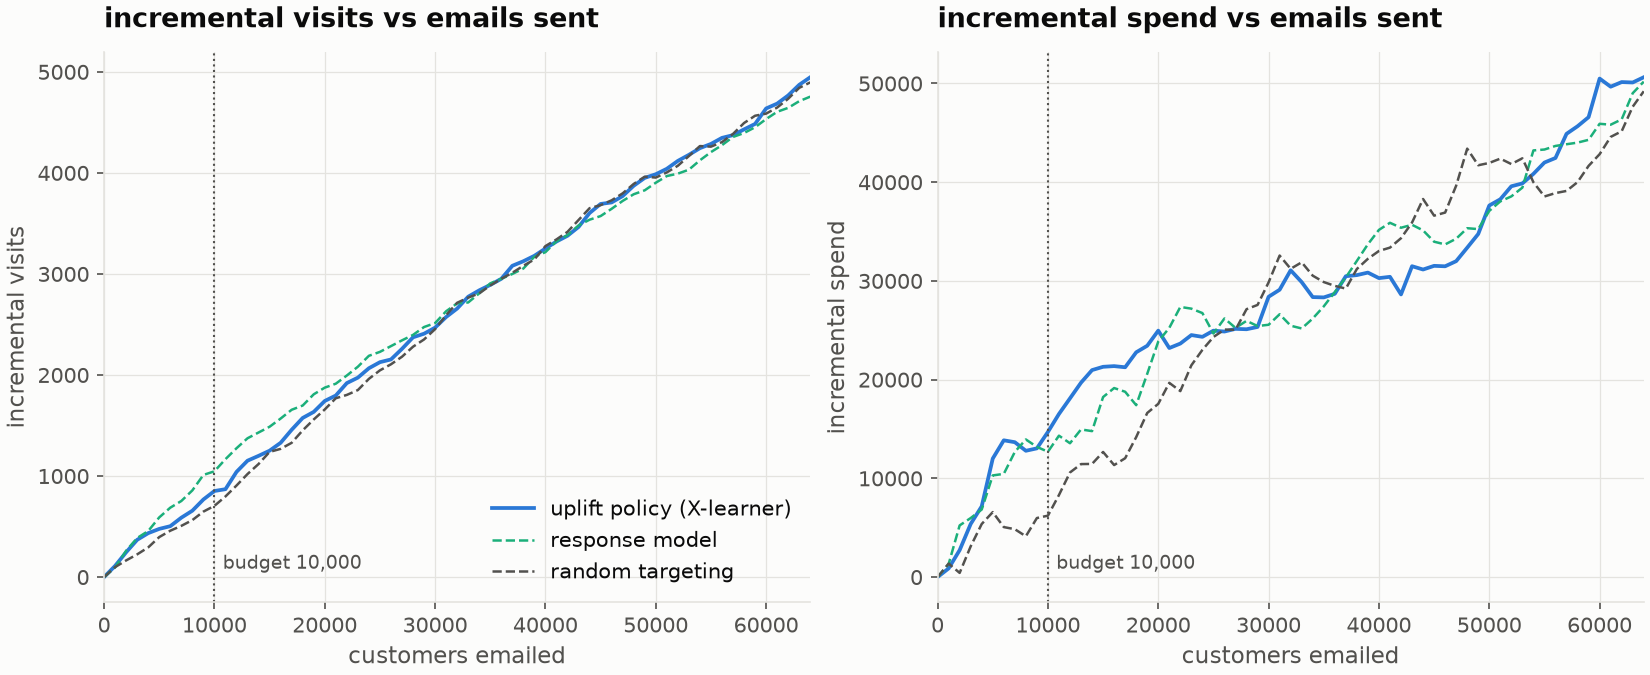 incremental visits vs emails sent
incremental visits
5000
4000
3000
2000
1000
0
budget 10,000
uplift policy (X-learner)
response model
random targeting
0 10000 20000 30000 40000 50000 60000
customers emailed
incremental spend vs emails sent
incremental spend
50000
40000
30000
20000
10000
0
budget 10,000
0 10000 20000 30000 40000 50000 60000
customers emailed